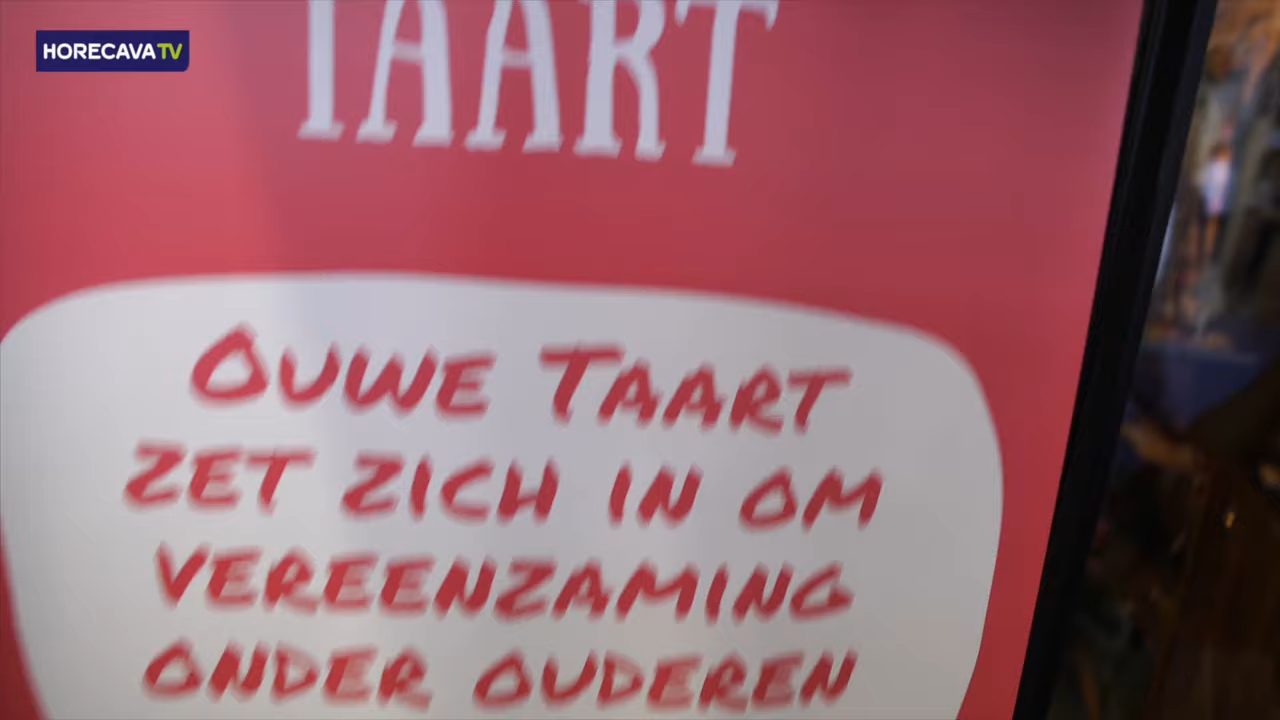 HORECAVATV
TAART
OUWE TAART
ZET ZICH IN OM
VEREENZAMING
ONDER OUDEREN